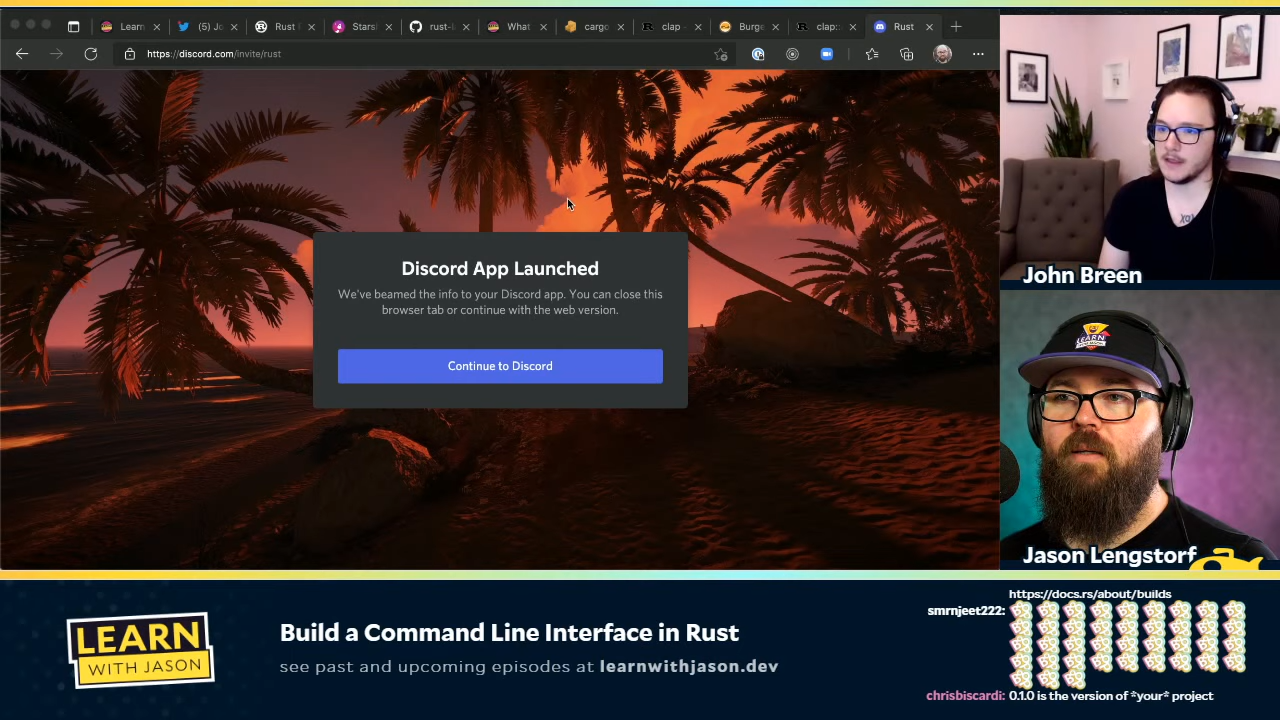 Learn
(5) Jo
Rust
Starsl
rust-
What
cargo
clap -
Burge
clap::
Rust
https://discord.com/invite/rust
Discord App Launched
We've beamed the info to your Discord app. You can close this
browser tab or continue with the web version.
Continue to Discord
John Breen
LEARN
Jason Lengstorf
LEARN
WITH JASON
Build a Command Line Interface in Rust
see past and upcoming episodes at learnwithjason.dev
https://docs.rs/about/builds
smrnjeet222:
chrisbiscardi: 0.1.0 is the version of *your* project